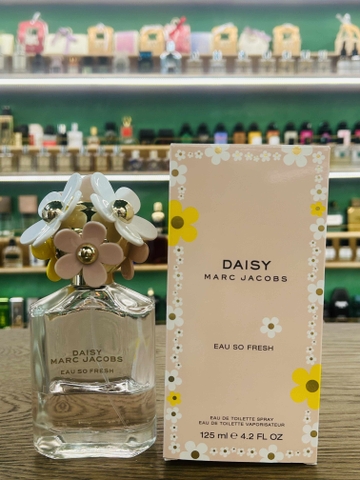 DAISY
MARC JACOBS
EAU SO FRESH
DAISY
MARC JACOBS
EAU SO FRESH
EAU DE TOILETTE SPRAY
EAU DE TOILETTE VAPORISATEUR
125 ml ℮ 4.2 FL OZ